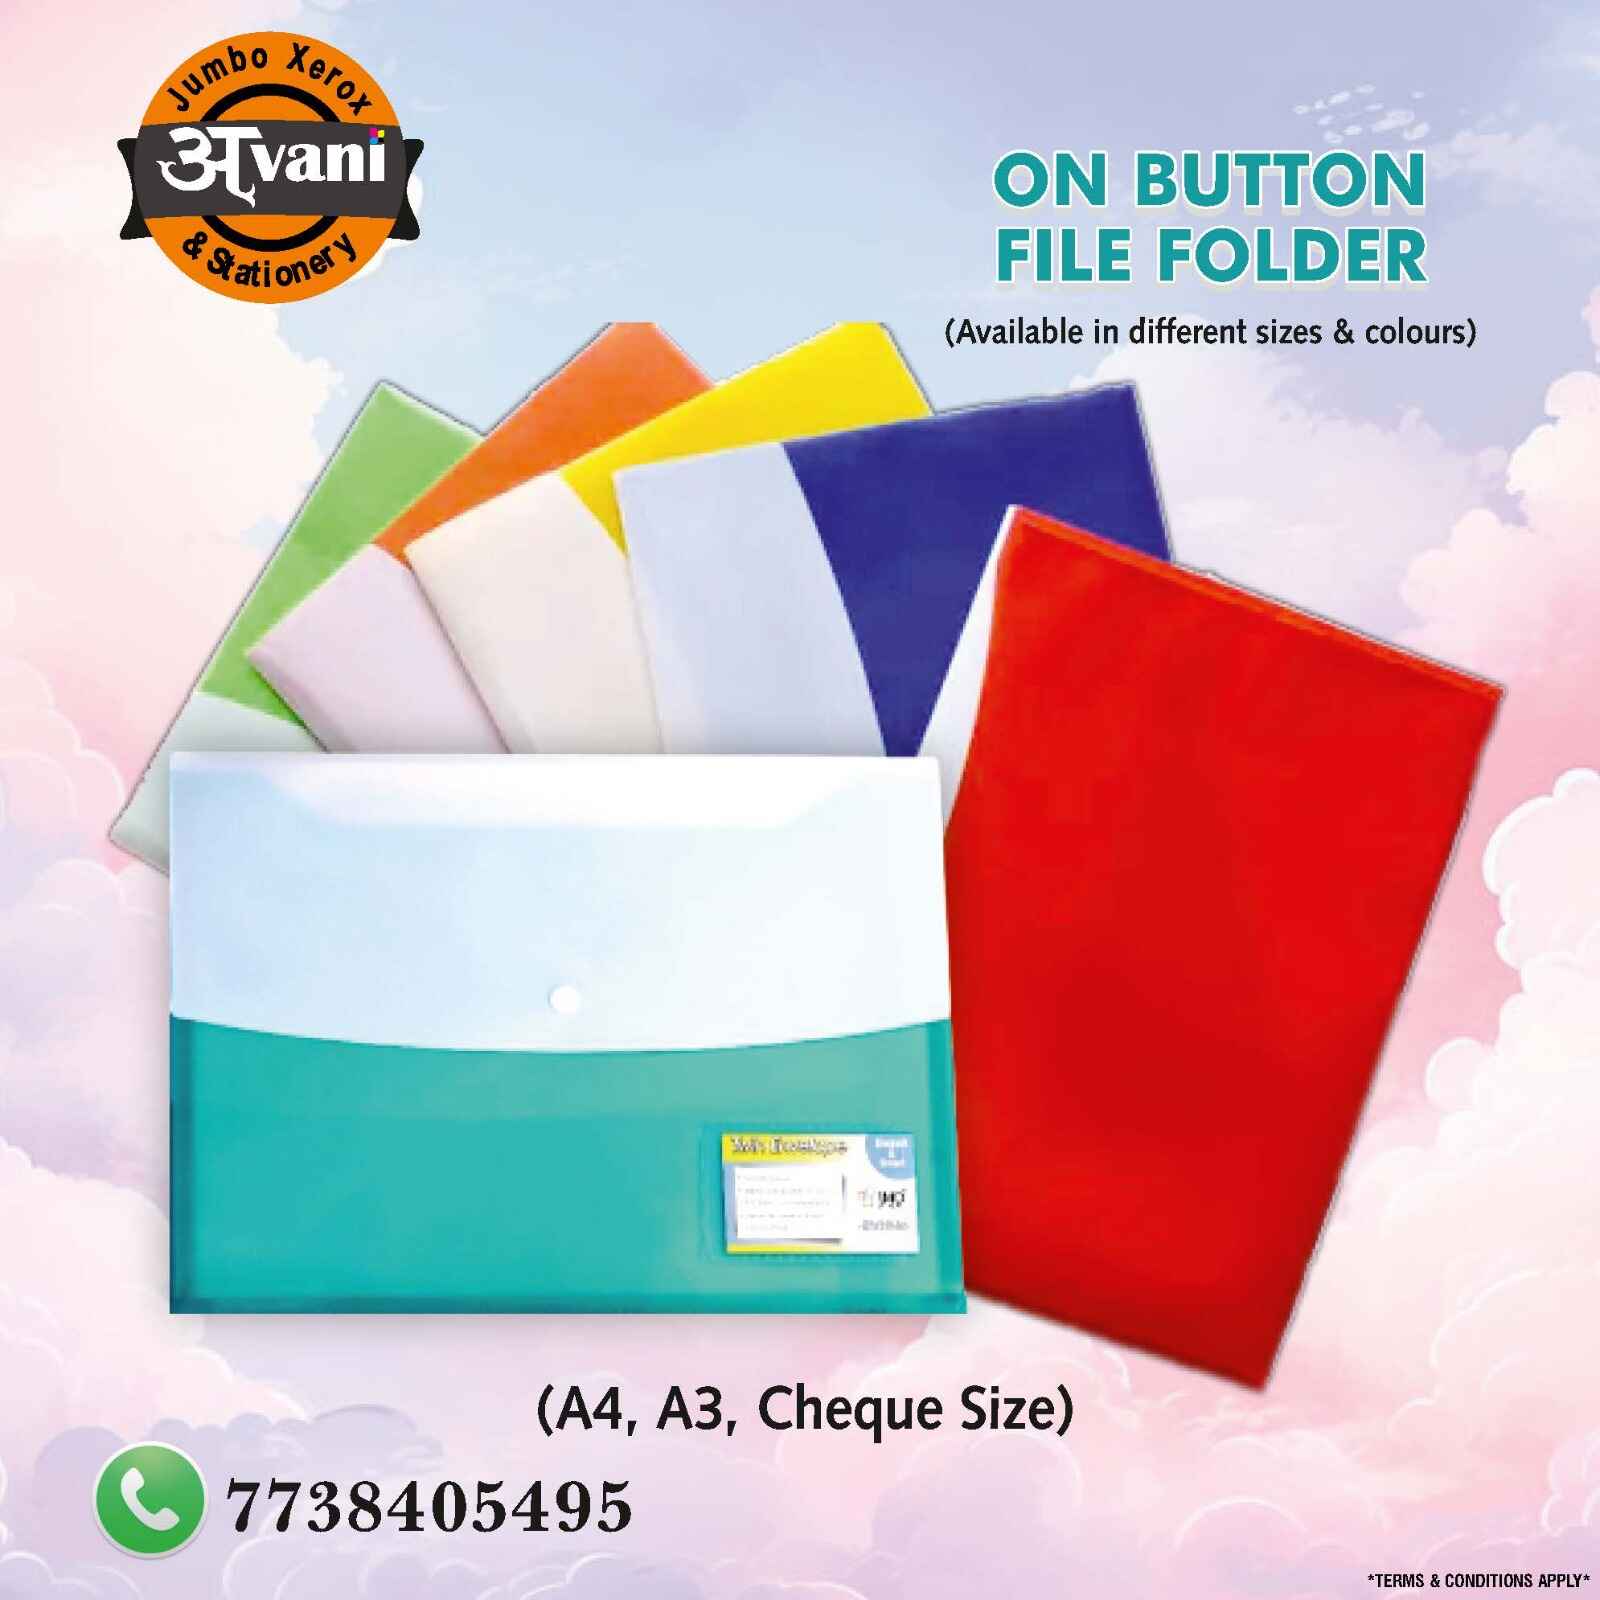 Jumbo Xerox
अvani
& Stationery
ON BUTTON
FILE FOLDER
(Available in different sizes & colours)
Envelope
(A4, A3, Cheque Size)
7738405495
*TERMS & CONDITIONS APPLY*